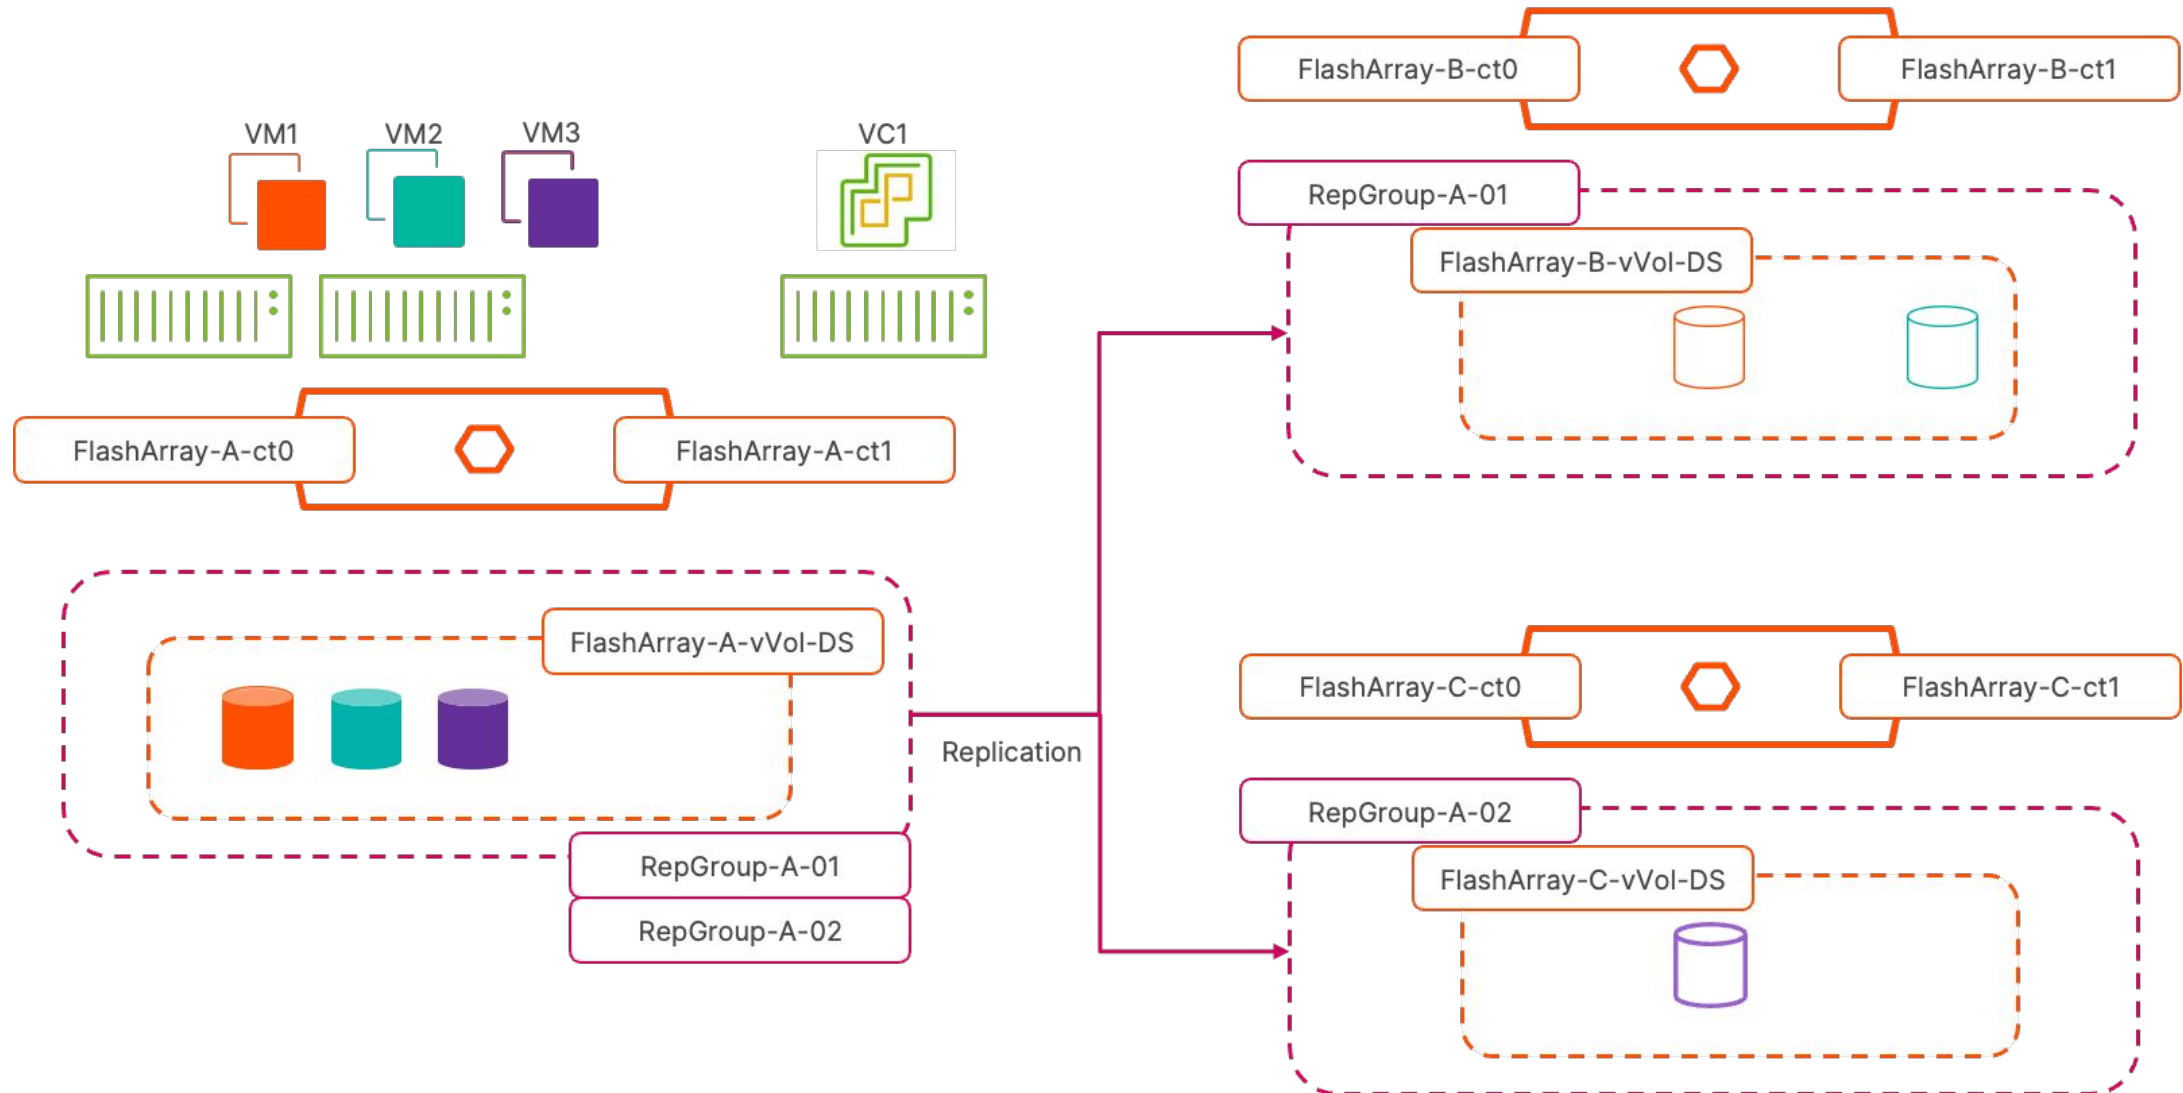 VM1
VM2
VM3
VC1
FlashArray-A-ct0
FlashArray-A-ct1
FlashArray-A-vVol-DS
RepGroup-A-01
RepGroup-A-02
Replication
FlashArray-B-ct0
FlashArray-B-ct1
RepGroup-A-01
FlashArray-B-vVol-DS
FlashArray-C-ct0
FlashArray-C-ct1
RepGroup-A-02
FlashArray-C-vVol-DS